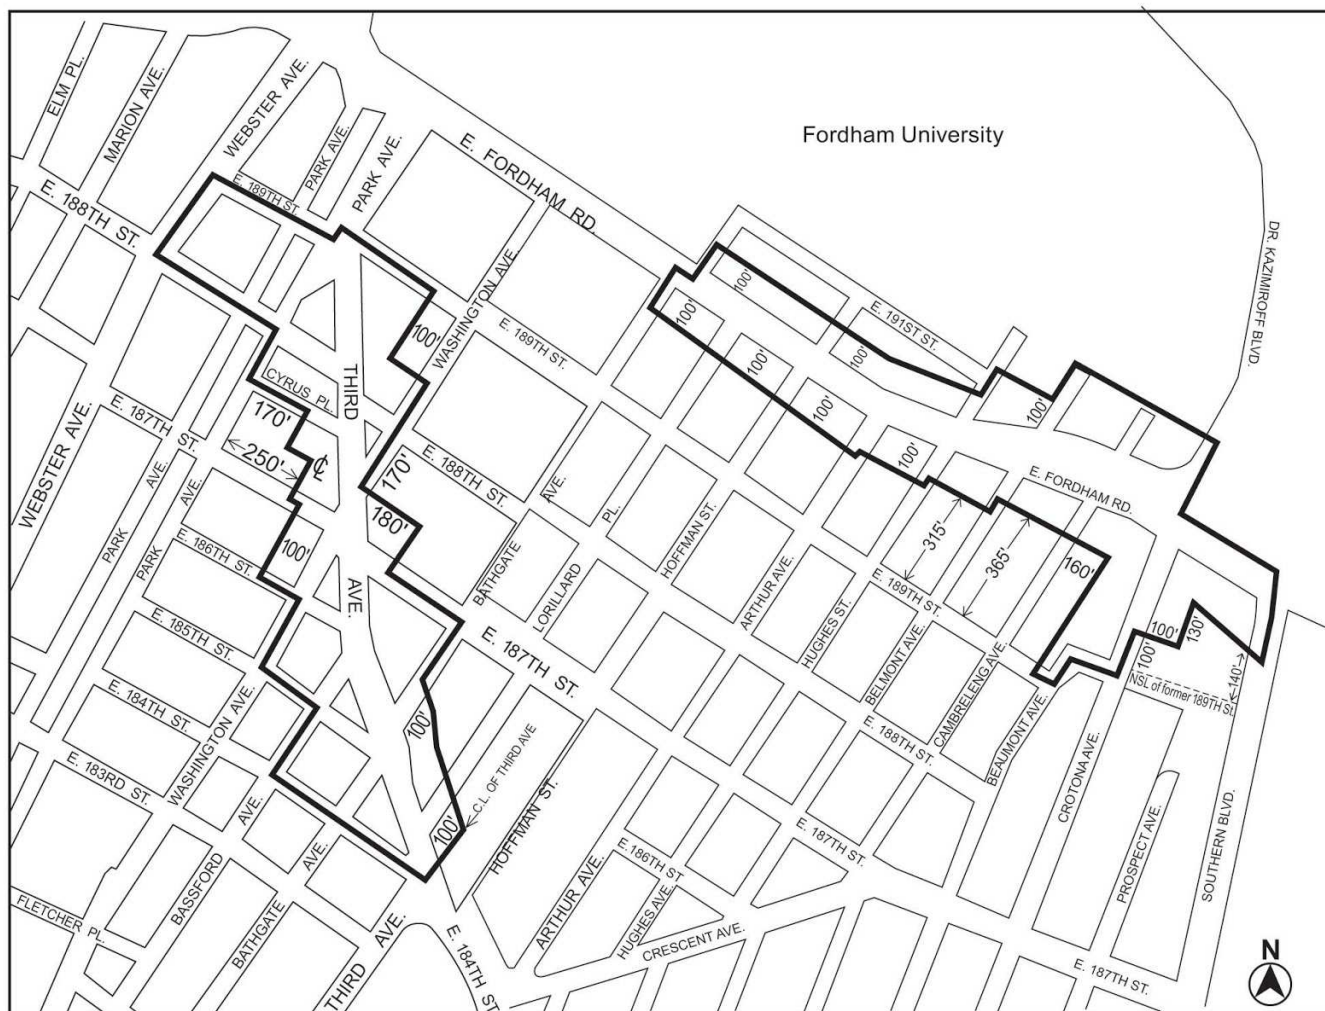 Fordham University
ELM PL.
MARION AVE.
WEBSTER AVE.
PARK AVE.
PARK AVE.
E. FORDHAM RD.
DR. KAZIMIROFF BLVD.
E. 188TH ST.
E. 189TH ST.
WASHINGTON AVE.
100'
E. 189TH ST.
100'
100'
100'
100'
100'
100'
100'
E. 191ST ST.
100'
THIRD
CYRUS PL.
170'
250'
℄
E. 187TH ST.
WEBSTER AVE.
PARK AVE.
PARK AVE.
170'
180'
E. 188TH ST.
BATHGATE AVE.
LORILLARD PL.
HOFFMAN ST.
ARTHUR AVE.
HUGHES ST.
BELMONT AVE.
CAMBRELENG AVE.
BEAUMONT AVE.
E. FORDHAM RD.
315'
365'
160'
E. 189TH ST.
100'
100'
130'
140'
NSL of former 189TH St.
100'
E. 186TH ST.
AVE.
E. 187TH ST.
E. 185TH ST.
E. 184TH ST.
WASHINGTON AVE.
E. 183RD ST.
100'
100'
C.L. OF THIRD AVE
HOFFMAN ST.
E. 188TH ST.
E. 187TH ST.
CROTONA AVE.
PROSPECT AVE.
SOUTHERN BLVD.
E. 186TH ST
ARTHUR AVE.
HUGHES AVE.
CRESCENT AVE.
E. 187TH ST.
FLETCHER PL.
BASSFORD AVE.
BATHGATE AVE.
THIRD AVE.
E. 184TH ST.
N